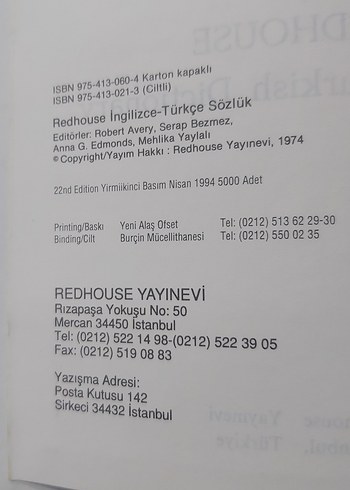 ISBN 975-413-060-4 Karton kapaklı
ISBN 975-413-021-3 (Ciltli)
Redhouse İngilizce-Türkçe Sözlük
Editörler: Robert Avery, Serap Bezmez,
Anna G. Edmonds, Mehlika Yaylalı
© Copyright/Yayım Hakkı : Redhouse Yayınevi, 1974
22nd Edition Yirmiikinci Basım Nisan 1994 5000 Adet
Printing/Baskı Yeni Alaş Ofset Tel: (0212) 513 62 29-30
Binding/Cilt Burçin Mücellithanesi Tel: (0212) 550 02 35
REDHOUSE YAYINEVİ
Rızapaşa Yokuşu No: 50
Mercan 34450 İstanbul
Tel: (0212) 522 14 98-(0212) 522 39 05
Fax: (0212) 519 08 83
Yazışma Adresi:
Posta Kutusu 142
Sirkeci 34432 İstanbul